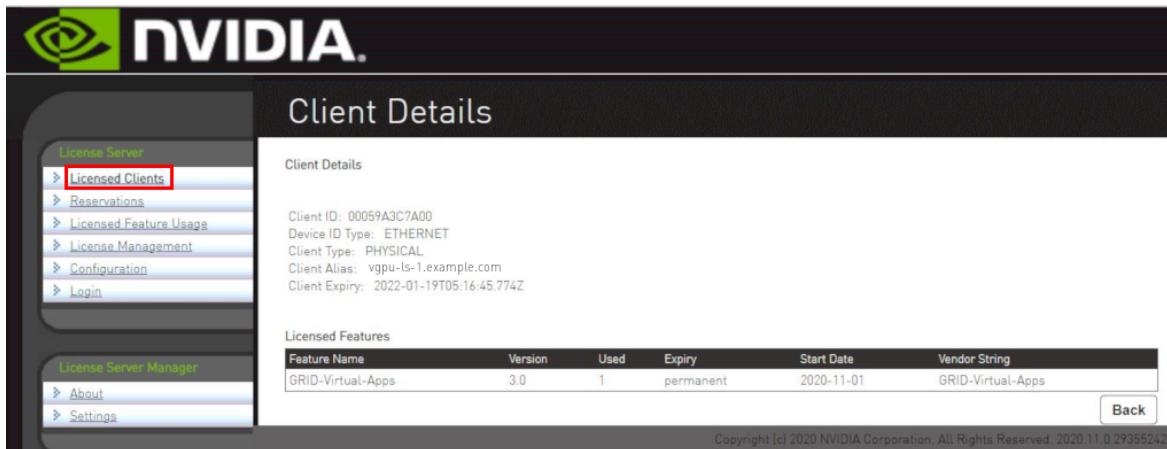 NVIDIA.
Client Details
License Server
Licensed Clients
Reservations
Licensed Feature Usage
License Management
Configuration
Login
License Server Manager
About
Settings
Client Details
Client ID: 00059A3C7A00
Device ID Type: ETHERNET
Client Type: PHYSICAL
Client Alias: vgpu-ls-1.example.com
Client Expiry: 2022-01-19T05:16:45.774Z
Licensed Features
Feature Name Version Used Expiry Start Date Vendor String
GRID-Virtual-Apps 3.0 1 permanent 2020-11-01 GRID-Virtual-Apps
Back
Copyright (c) 2020 NVIDIA Corporation. All Rights Reserved. 2020.11.0.29355242